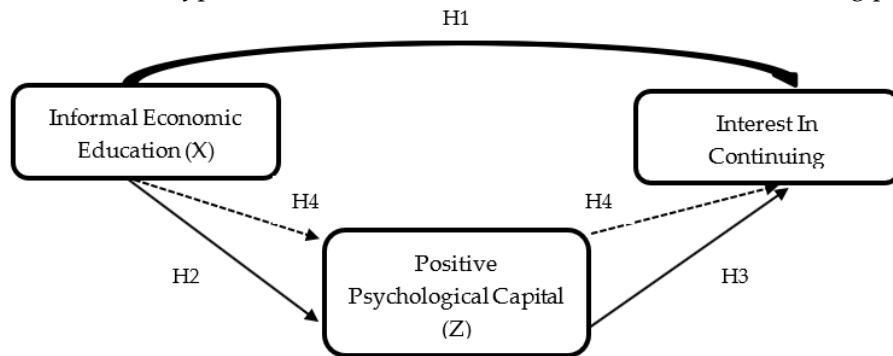 H1
Informal Economic
Education (X)
Interest In
Continuing
H4
H4
H2
Positive
Psychological Capital
(Z)
H3